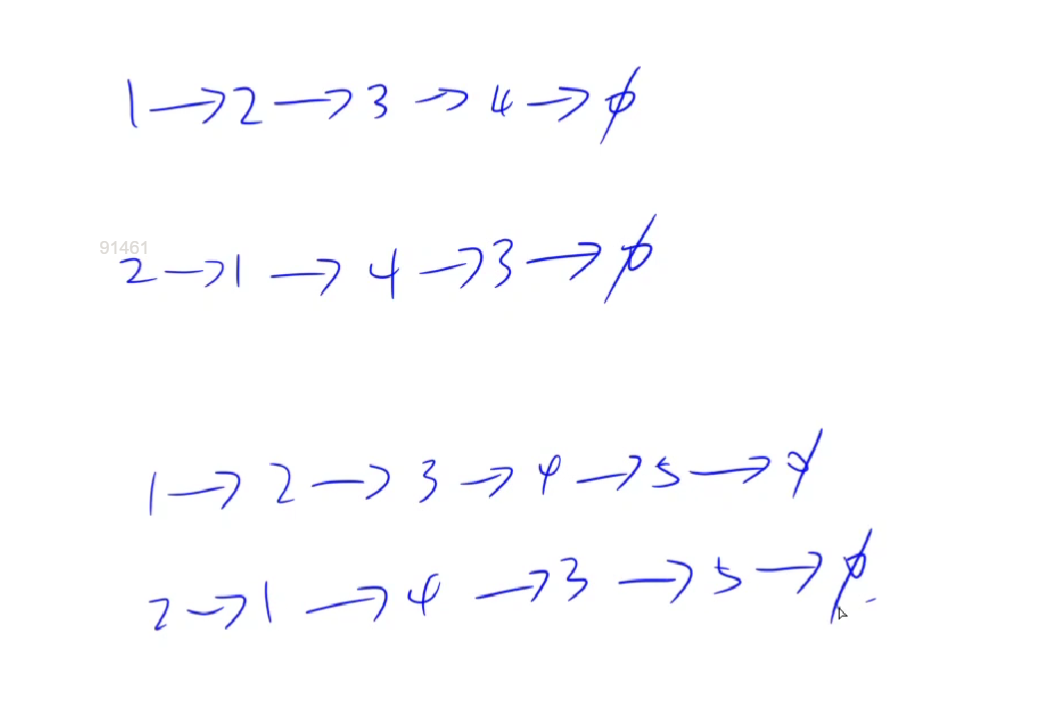 1 → 2 → 3 → 4 → ∅
91461
2 → 1 → 4 → 3 → ∅
1 → 2 → 3 → 4 → 5 → ∅
2 → 1 → 4 → 3 → 5 → ∅